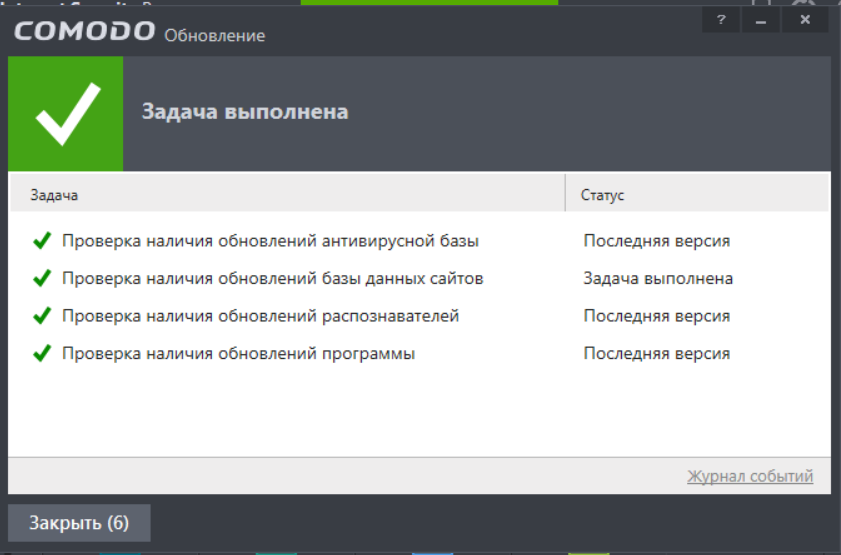 COMODO Обновление
? _ x
Задача выполнена
Задача Статус
Проверка наличия обновлений антивирусной базы Последняя версия
Проверка наличия обновлений базы данных сайтов Задача выполнена
Проверка наличия обновлений распознавателей Последняя версия
Проверка наличия обновлений программы Последняя версия
Журнал событий
Закрыть (6)